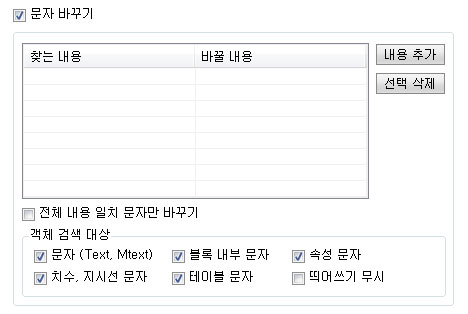 문자 바꾸기
찾는 내용 바꿀 내용 내용 추가
선택 삭제
전체 내용 일치 문자만 바꾸기
객체 검색 대상
문자 (Text, Mtext) 블록 내부 문자 속성 문자
치수, 지시선 문자 테이블 문자 띄어쓰기 무시